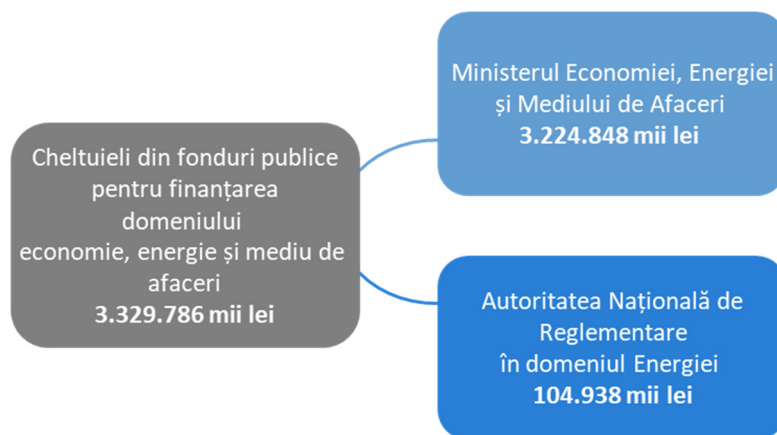 Cheltuieli din fonduri publice
pentru finanțarea
domeniului
economie, energie și mediu de
afaceri
3.329.786 mii lei
Ministerul Economiei, Energiei
și Mediului de Afaceri
3.224.848 mii lei
Autoritatea Națională de
Reglementare
în domeniul Energiei
104.938 mii lei